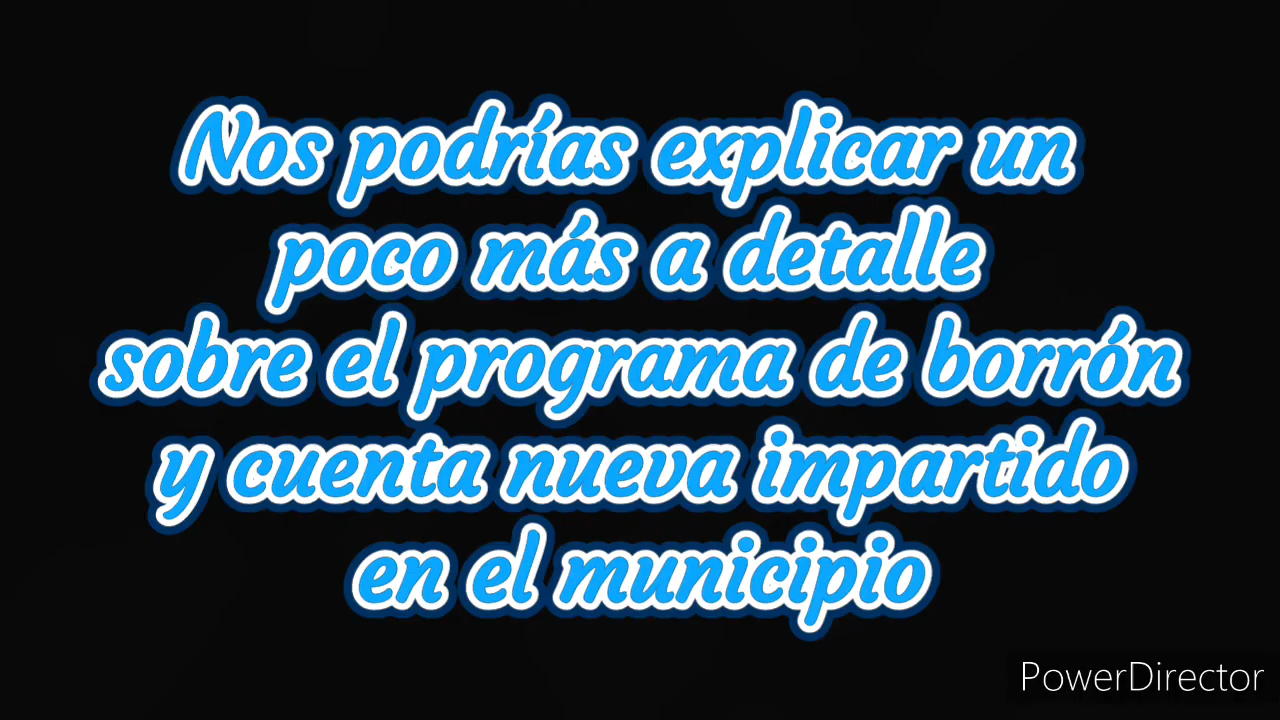 Nos podrías explicar un
poco más a detalle
sobre el programa de borrón
y cuenta nueva impartido
en el municipio
PowerDirector